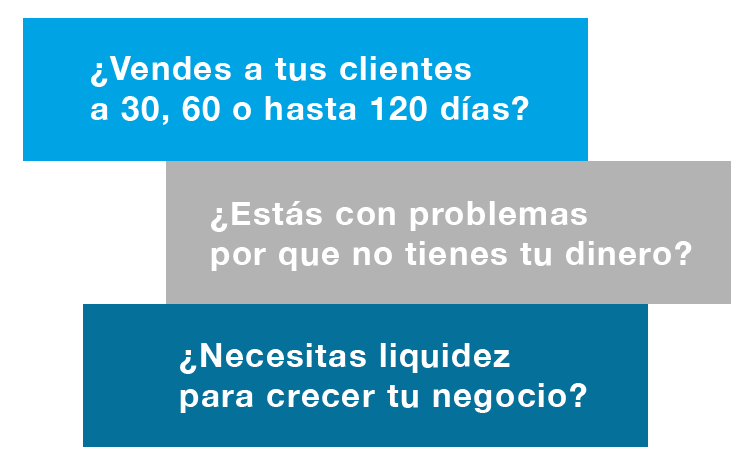 ¿Vendes a tus clientes
a 30, 60 o hasta 120 días?
¿Estás con problemas
por que no tienes tu dinero?
¿Necesitas liquidez
para crecer tu negocio?